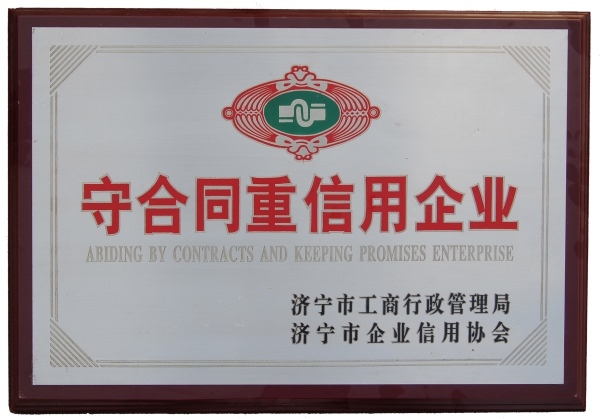 守合同重信用企业
ABIDING BY CONTRACTS AND KEEPING PROMISES ENTERPRISE
济宁市工商行政管理局
济宁市企业信用协会